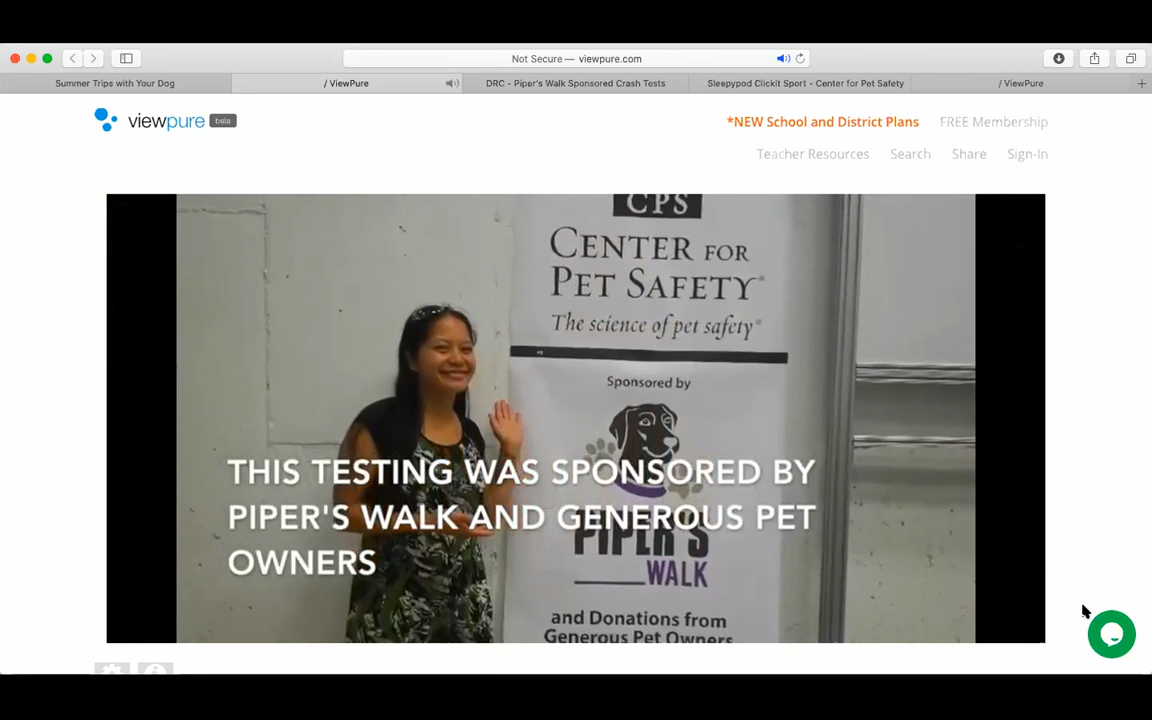 Not Secure — viewpure.com
Summer Trips with Your Dog
/ ViewPure
DRC - Piper's Walk Sponsored Crash Tests
Sleepypod Clickit Sport - Center for Pet Safety
/ ViewPure
viewpure beta
*NEW School and District Plans
FREE Membership
Teacher Resources
Search
Share
Sign-In
CPS
CENTER FOR
PET SAFETY®
The science of pet safety®
Sponsored by
PIPER'S
WALK
and Donations from
Generous Pet Owners
THIS TESTING WAS SPONSORED BY
PIPER'S WALK AND GENEROUS PET
OWNERS